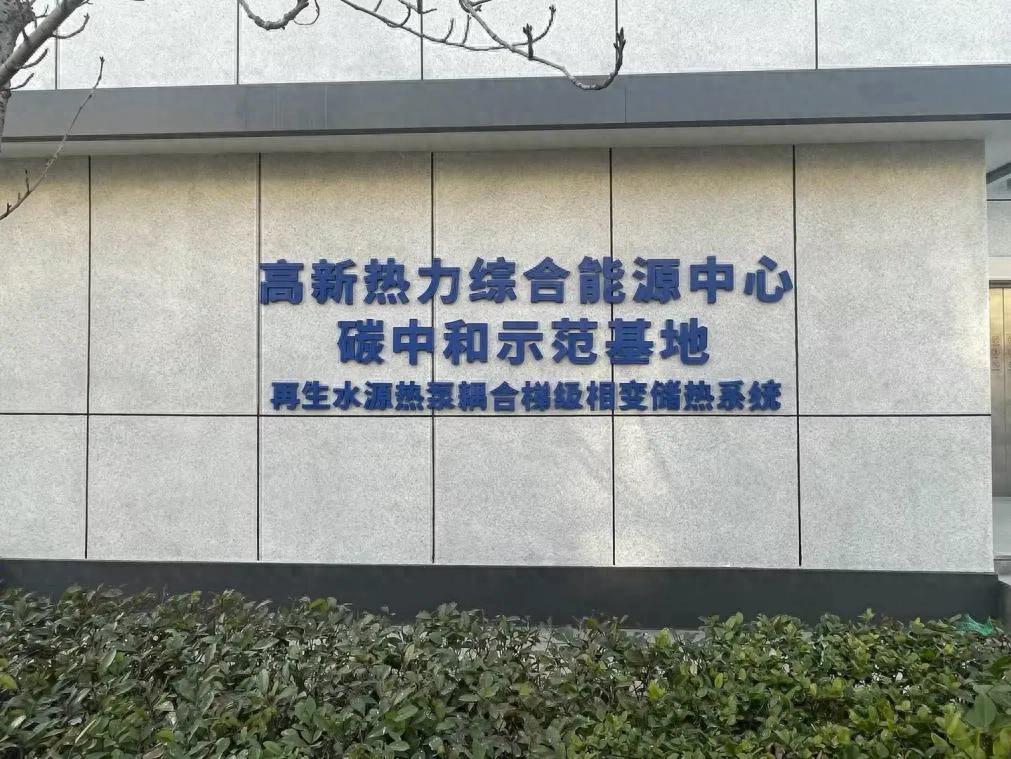 高新热力综合能源中心
碳中和示范基地
再生水源热泵耦合梯级相变储热系统